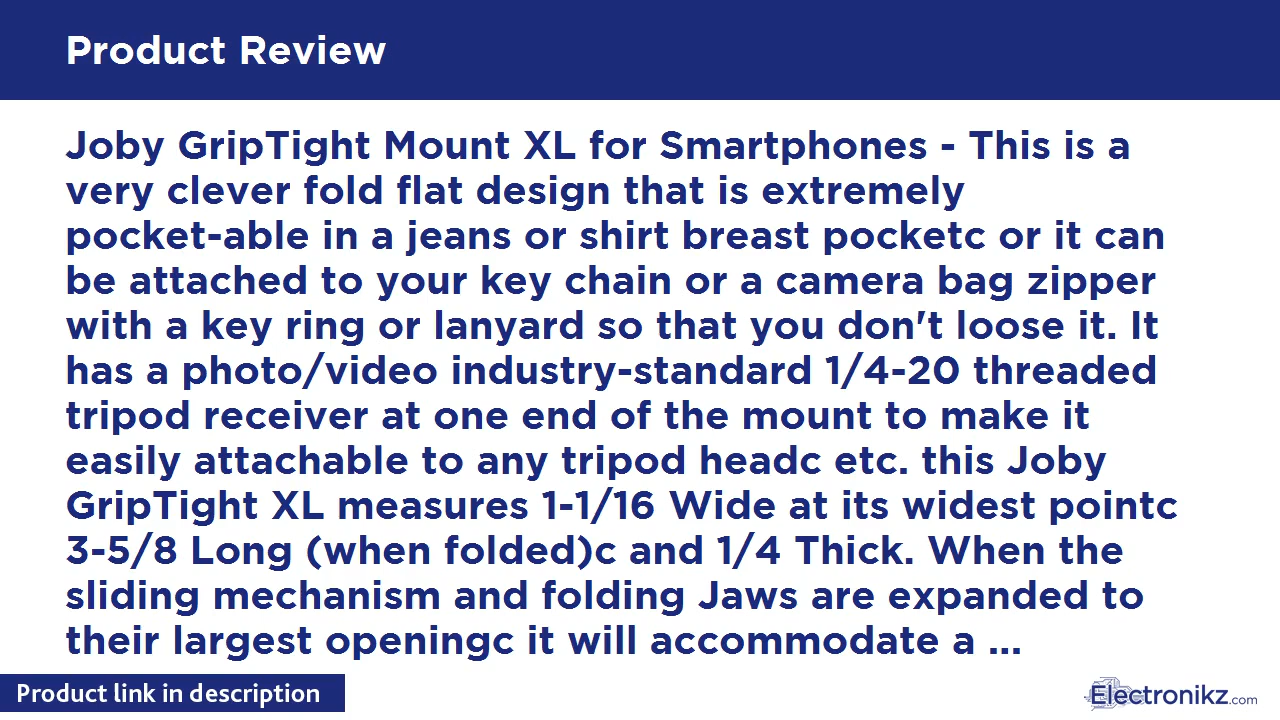 Product Review
Joby GripTight Mount XL for Smartphones - This is a
very clever fold flat design that is extremely
pocket-able in a jeans or shirt breast pocketc or it can
be attached to your key chain or a camera bag zipper
with a key ring or lanyard so that you don't loose it. It
has a photo/video industry-standard 1/4-20 threaded
tripod receiver at one end of the mount to make it
easily attachable to any tripod headc etc. this Joby
GripTight XL measures 1-1/16 Wide at its widest pointc
3-5/8 Long (when folded)c and 1/4 Thick. When the
sliding mechanism and folding Jaws are expanded to
their largest openingc it will accommodate a ...
Product link in description
Electronikz.com